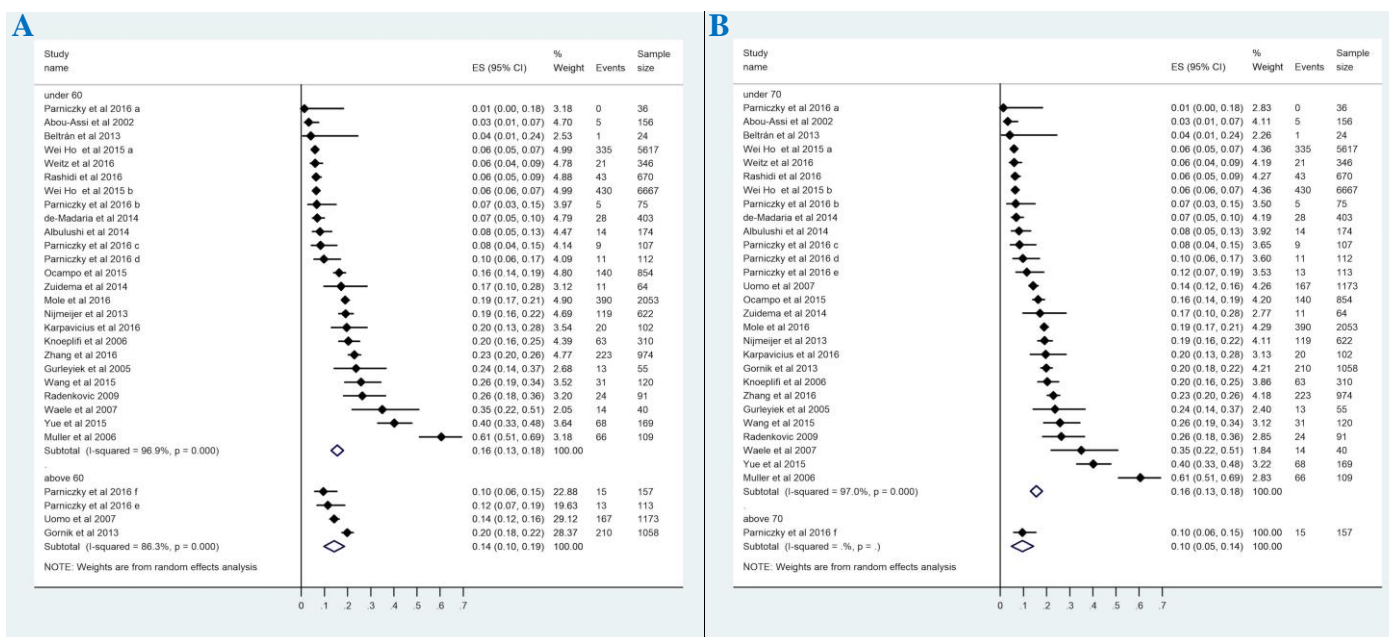 A
Study % Sample
name ES (95% CI) Weight Events size
under 60
Parniczky et al 2016 a 0.01 (0.00, 0.18) 3.18 0 36
Abou-Assi et al 2002 0.03 (0.01, 0.07) 4.70 5 156
Beltrán et al 2013 0.04 (0.01, 0.24) 2.53 1 24
Wei Ho et al 2015 a 0.06 (0.05, 0.07) 4.99 335 5617
Weitz et al 2016 0.06 (0.04, 0.09) 4.78 21 346
Rashidi et al 2016 0.06 (0.05, 0.09) 4.88 43 670
Wei Ho et al 2015 b 0.06 (0.06, 0.07) 4.99 430 6667
Parniczky et al 2016 b 0.07 (0.03, 0.15) 3.97 5 75
de-Madaria et al 2014 0.07 (0.05, 0.10) 4.79 28 403
Albulushi et al 2014 0.08 (0.05, 0.13) 4.47 14 174
Parniczky et al 2016 c 0.08 (0.04, 0.15) 4.14 9 107
Parniczky et al 2016 d 0.10 (0.06, 0.17) 4.09 11 112
Ocampo et al 2015 0.16 (0.14, 0.19) 4.80 140 854
Zuidema et al 2014 0.17 (0.10, 0.28) 3.12 11 64
Mole et al 2016 0.19 (0.17, 0.21) 4.90 390 2053
Nijmeijer et al 2013 0.19 (0.16, 0.22) 4.69 119 622
Karpavicius et al 2016 0.20 (0.13, 0.28) 3.54 20 102
Knoeplifi et al 2006 0.20 (0.16, 0.25) 4.39 63 310
Zhang et al 2016 0.23 (0.20, 0.26) 4.77 223 974
Gurleyiek et al 2005 0.24 (0.14, 0.37) 2.68 13 55
Wang et al 2015 0.26 (0.19, 0.34) 3.52 31 120
Radenkovic 2009 0.26 (0.18, 0.36) 3.20 24 91
Waele et al 2007 0.35 (0.22, 0.51) 2.05 14 40
Yue et al 2015 0.40 (0.33, 0.48) 3.64 68 169
Muller et al 2006 0.61 (0.51, 0.69) 3.18 66 109
Subtotal (I-squared = 96.9%, p = 0.000) 0.16 (0.13, 0.18) 100.00
.
above 60
Parniczky et al 2016 f 0.10 (0.06, 0.15) 22.88 15 157
Parniczky et al 2016 e 0.12 (0.07, 0.19) 19.63 13 113
Uomo et al 2007 0.14 (0.12, 0.16) 29.12 167 1173
Gornik et al 2013 0.20 (0.18, 0.22) 28.37 210 1058
Subtotal (I-squared = 86.3%, p = 0.000) 0.14 (0.10, 0.19) 100.00
NOTE: Weights are from random effects analysis
0 .1 .2 .3 .4 .5 .6 .7
B
Study % Sample
name ES (95% CI) Weight Events size
under 70
Parniczky et al 2016 a 0.01 (0.00, 0.18) 2.83 0 36
Abou-Assi et al 2002 0.03 (0.01, 0.07) 4.11 5 156
Beltrán et al 2013 0.04 (0.01, 0.24) 2.26 1 24
Wei Ho et al 2015 a 0.06 (0.05, 0.07) 4.36 335 5617
Weitz et al 2016 0.06 (0.04, 0.09) 4.19 21 346
Rashidi et al 2016 0.06 (0.05, 0.09) 4.27 43 670
Wei Ho et al 2015 b 0.06 (0.06, 0.07) 4.36 430 6667
Parniczky et al 2016 b 0.07 (0.03, 0.15) 3.50 5 75
de-Madaria et al 2014 0.07 (0.05, 0.10) 4.19 28 403
Albulushi et al 2014 0.08 (0.05, 0.13) 3.92 14 174
Parniczky et al 2016 c 0.08 (0.04, 0.15) 3.65 9 107
Parniczky et al 2016 d 0.10 (0.06, 0.17) 3.60 11 112
Parniczky et al 2016 e 0.12 (0.07, 0.19) 3.53 13 113
Uomo et al 2007 0.14 (0.12, 0.16) 4.26 167 1173
Ocampo et al 2015 0.16 (0.14, 0.19) 4.20 140 854
Zuidema et al 2014 0.17 (0.10, 0.28) 2.77 11 64
Mole et al 2016 0.19 (0.17, 0.21) 4.29 390 2053
Nijmeijer et al 2013 0.19 (0.16, 0.22) 4.11 119 622
Karpavicius et al 2016 0.20 (0.13, 0.28) 3.13 20 102
Gornik et al 2013 0.20 (0.18, 0.22) 4.21 210 1058
Knoeplifi et al 2006 0.20 (0.16, 0.25) 3.86 63 310
Zhang et al 2016 0.23 (0.20, 0.26) 4.18 223 974
Gurleyiek et al 2005 0.24 (0.14, 0.37) 2.40 13 55
Wang et al 2015 0.26 (0.19, 0.34) 3.12 31 120
Radenkovic 2009 0.26 (0.18, 0.36) 2.85 24 91
Waele et al 2007 0.35 (0.22, 0.51) 1.84 14 40
Yue et al 2015 0.40 (0.33, 0.48) 3.22 68 169
Muller et al 2006 0.61 (0.51, 0.69) 2.83 66 109
Subtotal (I-squared = 97.0%, p = 0.000) 0.16 (0.13, 0.18) 100.00
.
above 70
Parniczky et al 2016 f 0.10 (0.06, 0.15) 100.00 15 157
Subtotal (I-squared = .%, p = .) 0.10 (0.05, 0.14) 100.00
NOTE: Weights are from random effects analysis
0 .1 .2 .3 .4 .5 .6 .7